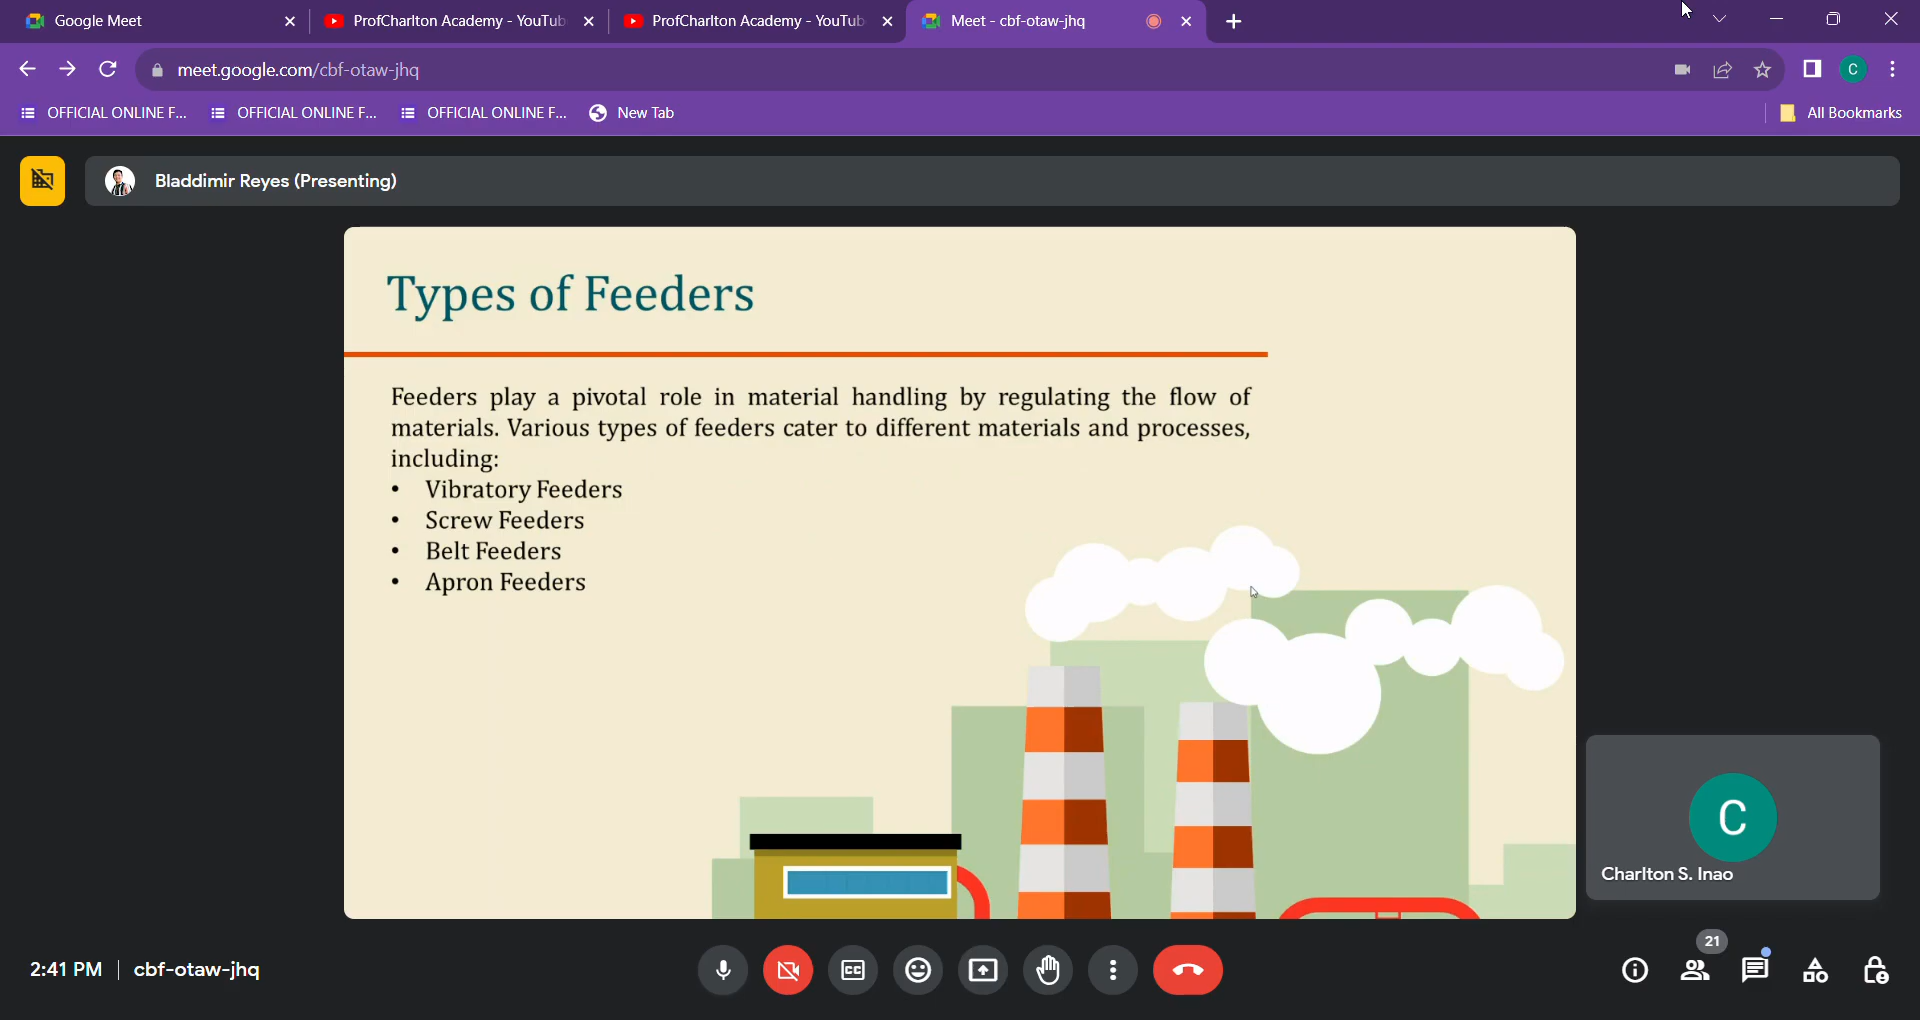 Google Meet
ProfCharlton Academy - YouTub
ProfCharlton Academy - YouTub
Meet - cbf-otaw-jhq
meet.google.com/cbf-otaw-jhq
C
OFFICIAL ONLINE F...
OFFICIAL ONLINE F...
OFFICIAL ONLINE F...
New Tab
All Bookmarks
Bladdimir Reyes (Presenting)
Types of Feeders
Feeders play a pivotal role in material handling by regulating the flow of
materials. Various types of feeders cater to different materials and processes,
including:
• Vibratory Feeders
• Screw Feeders
• Belt Feeders
• Apron Feeders
C
Charlton S. Inao
2:41 PM | cbf-otaw-jhq
CC
21